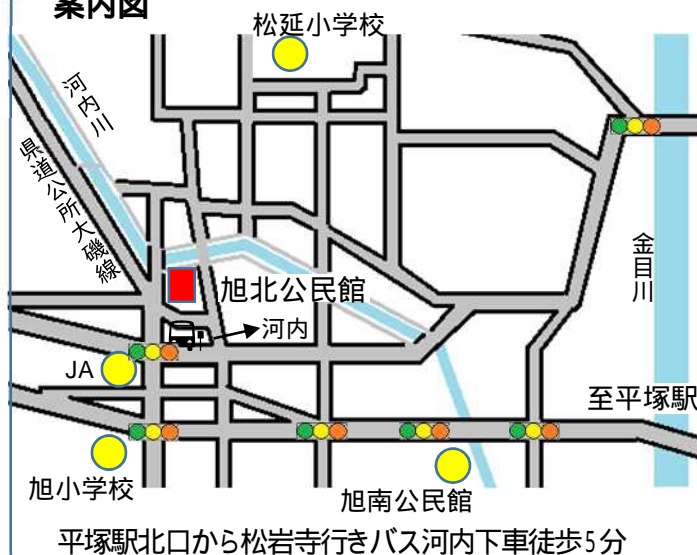 案内図
松延小学校
河内川
県道公所大磯線
金目川
旭北公民館
河内
JA
至平塚駅
旭小学校
旭南公民館
平塚駅北口から松岩寺行きバス河内下車徒歩5分